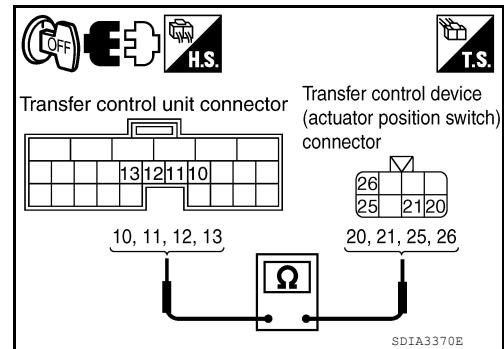 OFF
H.S.
T.S.
Transfer control unit connector
Transfer control device
(actuator position switch)
connector
13 12 11 10
26
25 21 20
10, 11, 12, 13
20, 21, 25, 26
Ω
SDIA3370E